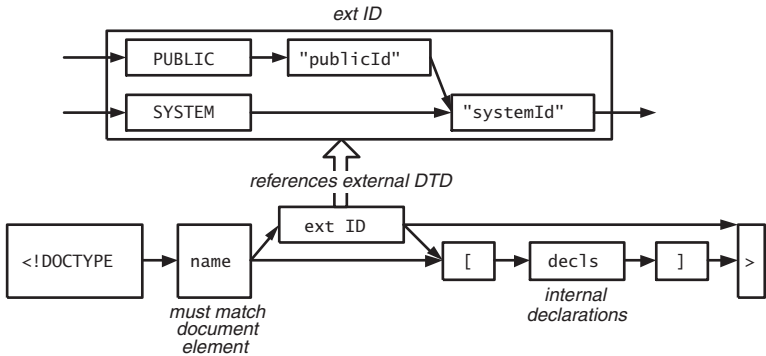 ext ID
PUBLIC "publicId"
SYSTEM "systemId"
references external DTD
ext ID
<!DOCTYPE name [ decls ] >
must match
document
element
internal
declarations